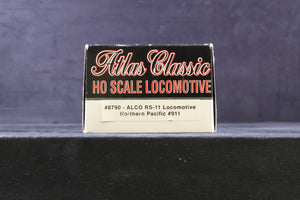 Atlas Classic
HO SCALE LOCOMOTIVE
#8790 - ALCO RS-11 Locomotive
Northern Pacific #911